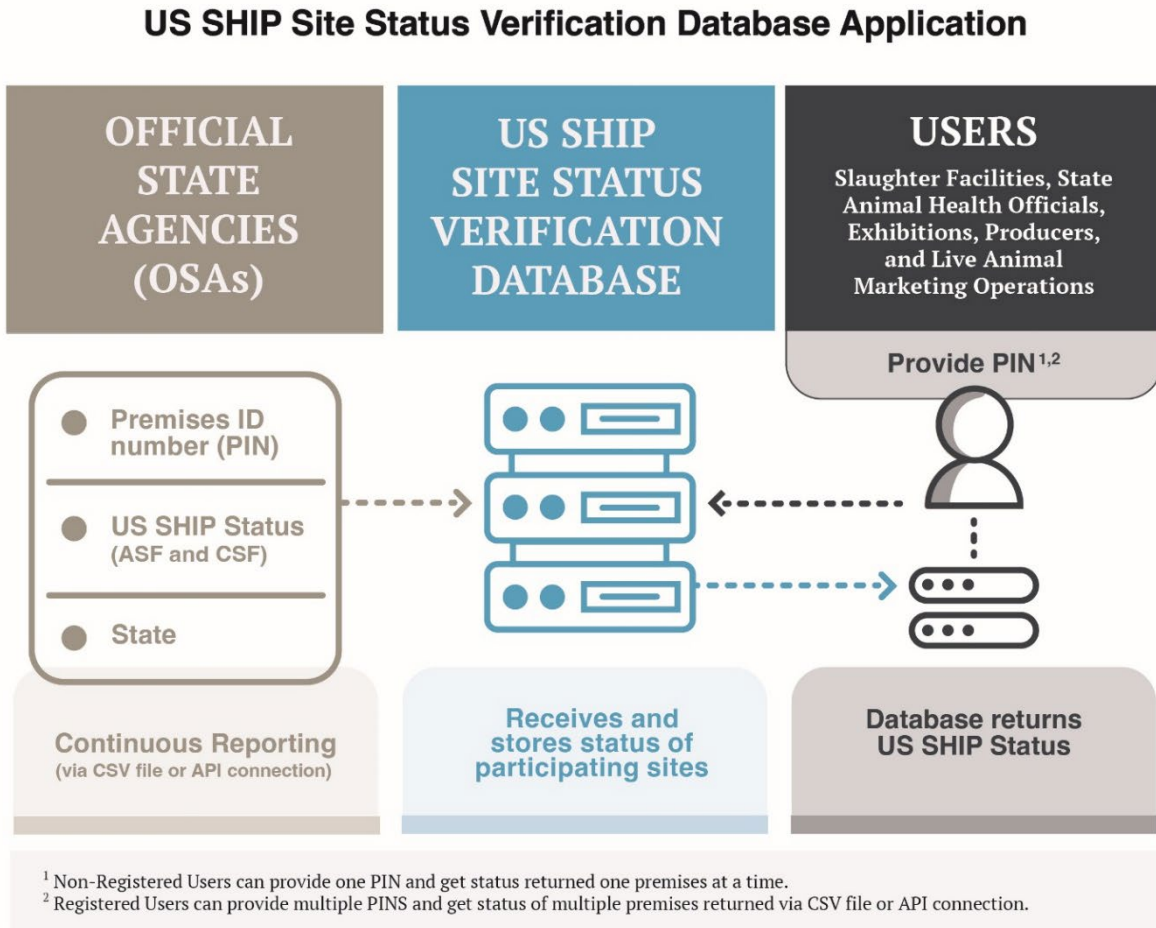 US SHIP Site Status Verification Database Application
OFFICIAL
STATE
AGENCIES
(OSAs)
US SHIP
SITE STATUS
VERIFICATION
DATABASE
USERS
Slaughter Facilities, State
Animal Health Officials,
Exhibitions, Producers,
and Live Animal
Marketing Operations
Provide PIN¹,²
Premises ID
number (PIN)
US SHIP Status
(ASF and CSF)
State
Continuous Reporting
(via CSV file or API connection)
Receives and
stores status of
participating sites
Database returns
US SHIP Status
¹ Non-Registered Users can provide one PIN and get status returned one premises at a time.
² Registered Users can provide multiple PINS and get status of multiple premises returned via CSV file or API connection.